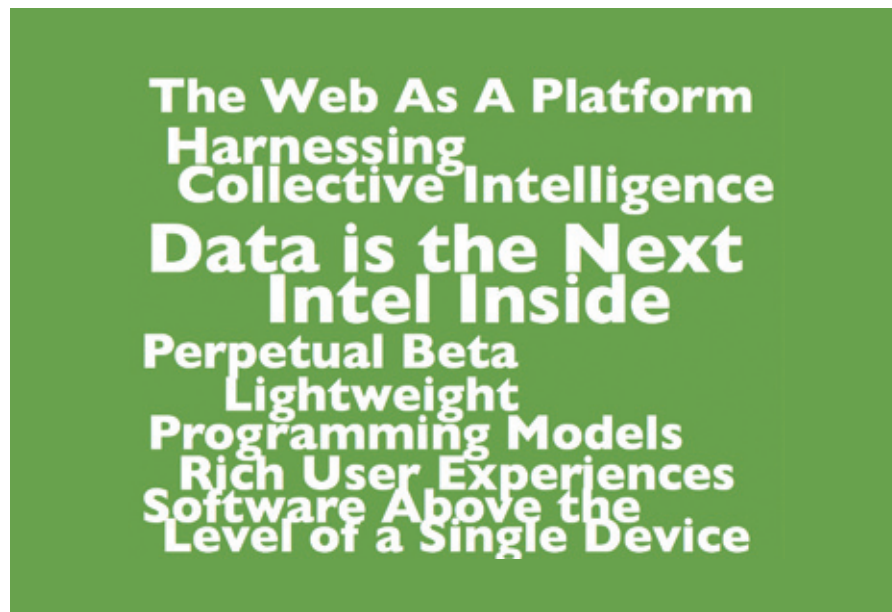 The Web As A Platform
Harnessing
Collective Intelligence
Data is the Next
Intel Inside
Perpetual Beta
Lightweight
Programming Models
Rich User Experiences
Software Above the
Level of a Single Device